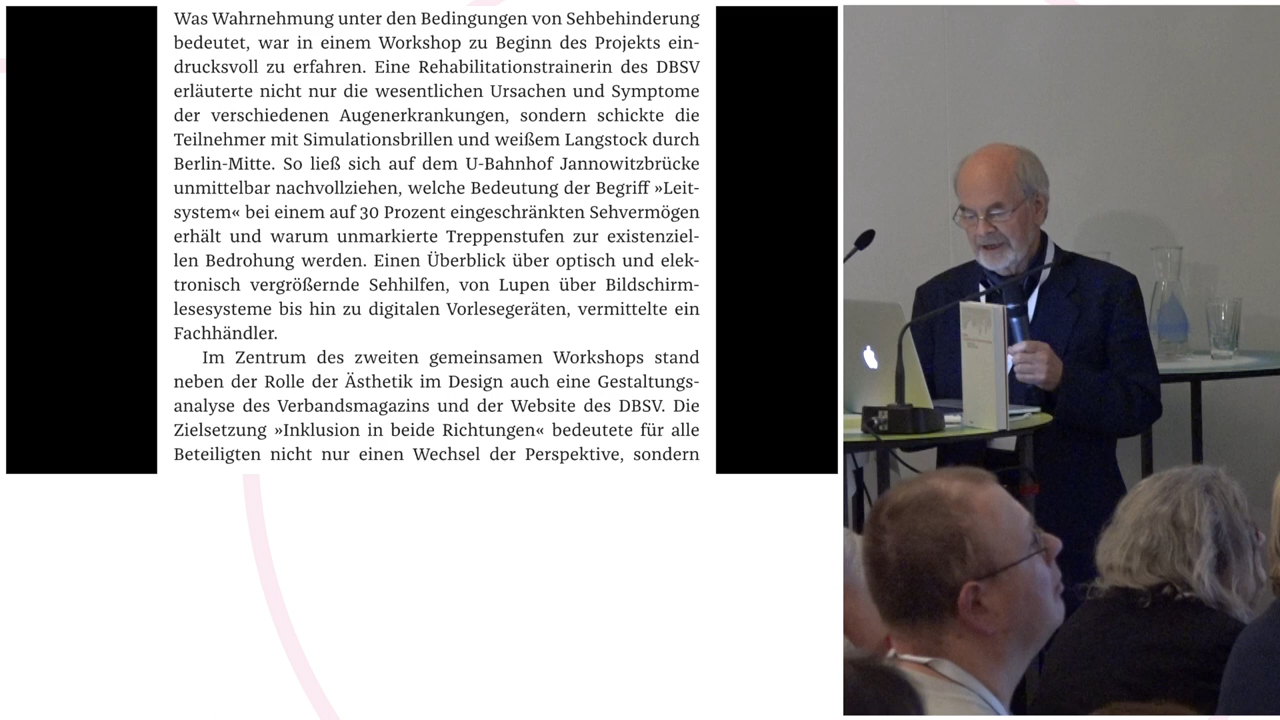 Was Wahrnehmung unter den Bedingungen von Sehbehinderung
bedeutet, war in einem Workshop zu Beginn des Projekts ein-
drucksvoll zu erfahren. Eine Rehabilitationstrainerin des DBSV
erläuterte nicht nur die wesentlichen Ursachen und Symptome
der verschiedenen Augenerkrankungen, sondern schickte die
Teilnehmer mit Simulationsbrillen und weißem Langstock durch
Berlin-Mitte. So ließ sich auf dem U-Bahnhof Jannowitzbrücke
unmittelbar nachvollziehen, welche Bedeutung der Begriff »Leit-
system« bei einem auf 30 Prozent eingeschränkten Sehvermögen
erhält und warum unmarkierte Treppenstufen zur existenziel-
len Bedrohung werden. Einen Überblick über optisch und elek-
tronisch vergrößernde Sehhilfen, von Lupen über Bildschirm-
lesesysteme bis hin zu digitalen Vorlesegeräten, vermittelte ein
Fachhändler.
Im Zentrum des zweiten gemeinsamen Workshops stand
neben der Rolle der Ästhetik im Design auch eine Gestaltungs-
analyse des Verbandsmagazins und der Website des DBSV. Die
Zielsetzung »Inklusion in beide Richtungen« bedeutete für alle
Beteiligten nicht nur einen Wechsel der Perspektive, sondern